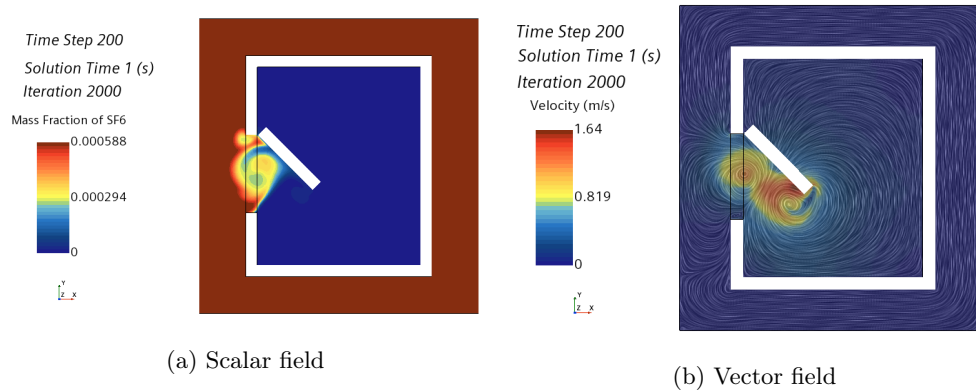 Time Step 200
Solution Time 1 (s)
Iteration 2000
Mass Fraction of SF6
0.000588
0.000294
0
Y
Z X
(a) Scalar field
Time Step 200
Solution Time 1 (s)
Iteration 2000
Velocity (m/s)
1.64
0.819
0
Y
Z X
(b) Vector field